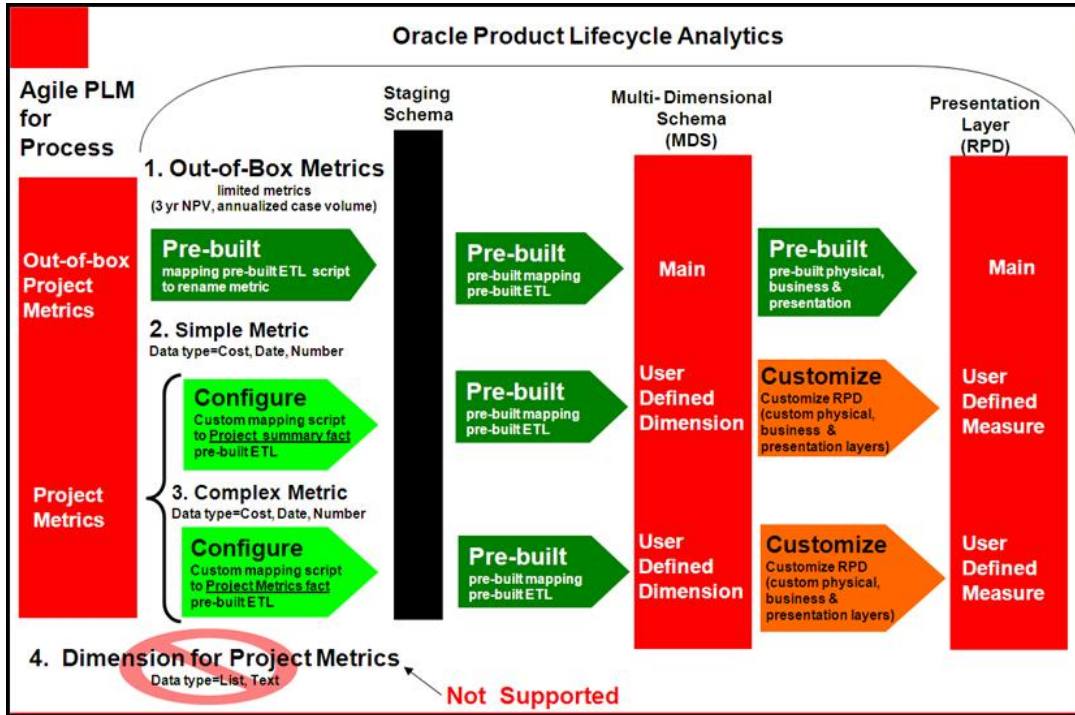 Oracle Product Lifecycle Analytics
Agile PLM
for
Process
Staging
Schema
Multi- Dimensional
Schema
(MDS)
Presentation
Layer
(RPD)
1. Out-of-Box Metrics
limited metrics
(3 yr NPV, annualized case volume)
Out-of-box
Project
Metrics
Pre-built
mapping pre-built ETL script
to rename metric
Pre-built
pre-built mapping
pre-built ETL
Main
Pre-built
pre-built physical,
business &
presentation
Main
2. Simple Metric
Data type=Cost, Date, Number
Configure
Custom mapping script
to Project summary fact
pre-built ETL
Pre-built
pre-built mapping
pre-built ETL
User
Defined
Dimension
Customize
Customize RPD
(custom physical,
business &
presentation layers)
User
Defined
Measure
Project
Metrics
3. Complex Metric
Data type=Cost, Date, Number
Configure
Custom mapping script
to Project Metrics fact
pre-built ETL
Pre-built
pre-built mapping
pre-built ETL
User
Defined
Dimension
Customize
Customize RPD
(custom physical,
business &
presentation layers)
User
Defined
Measure
4. Dimension for Project Metrics
Data type=List, Text
Not Supported